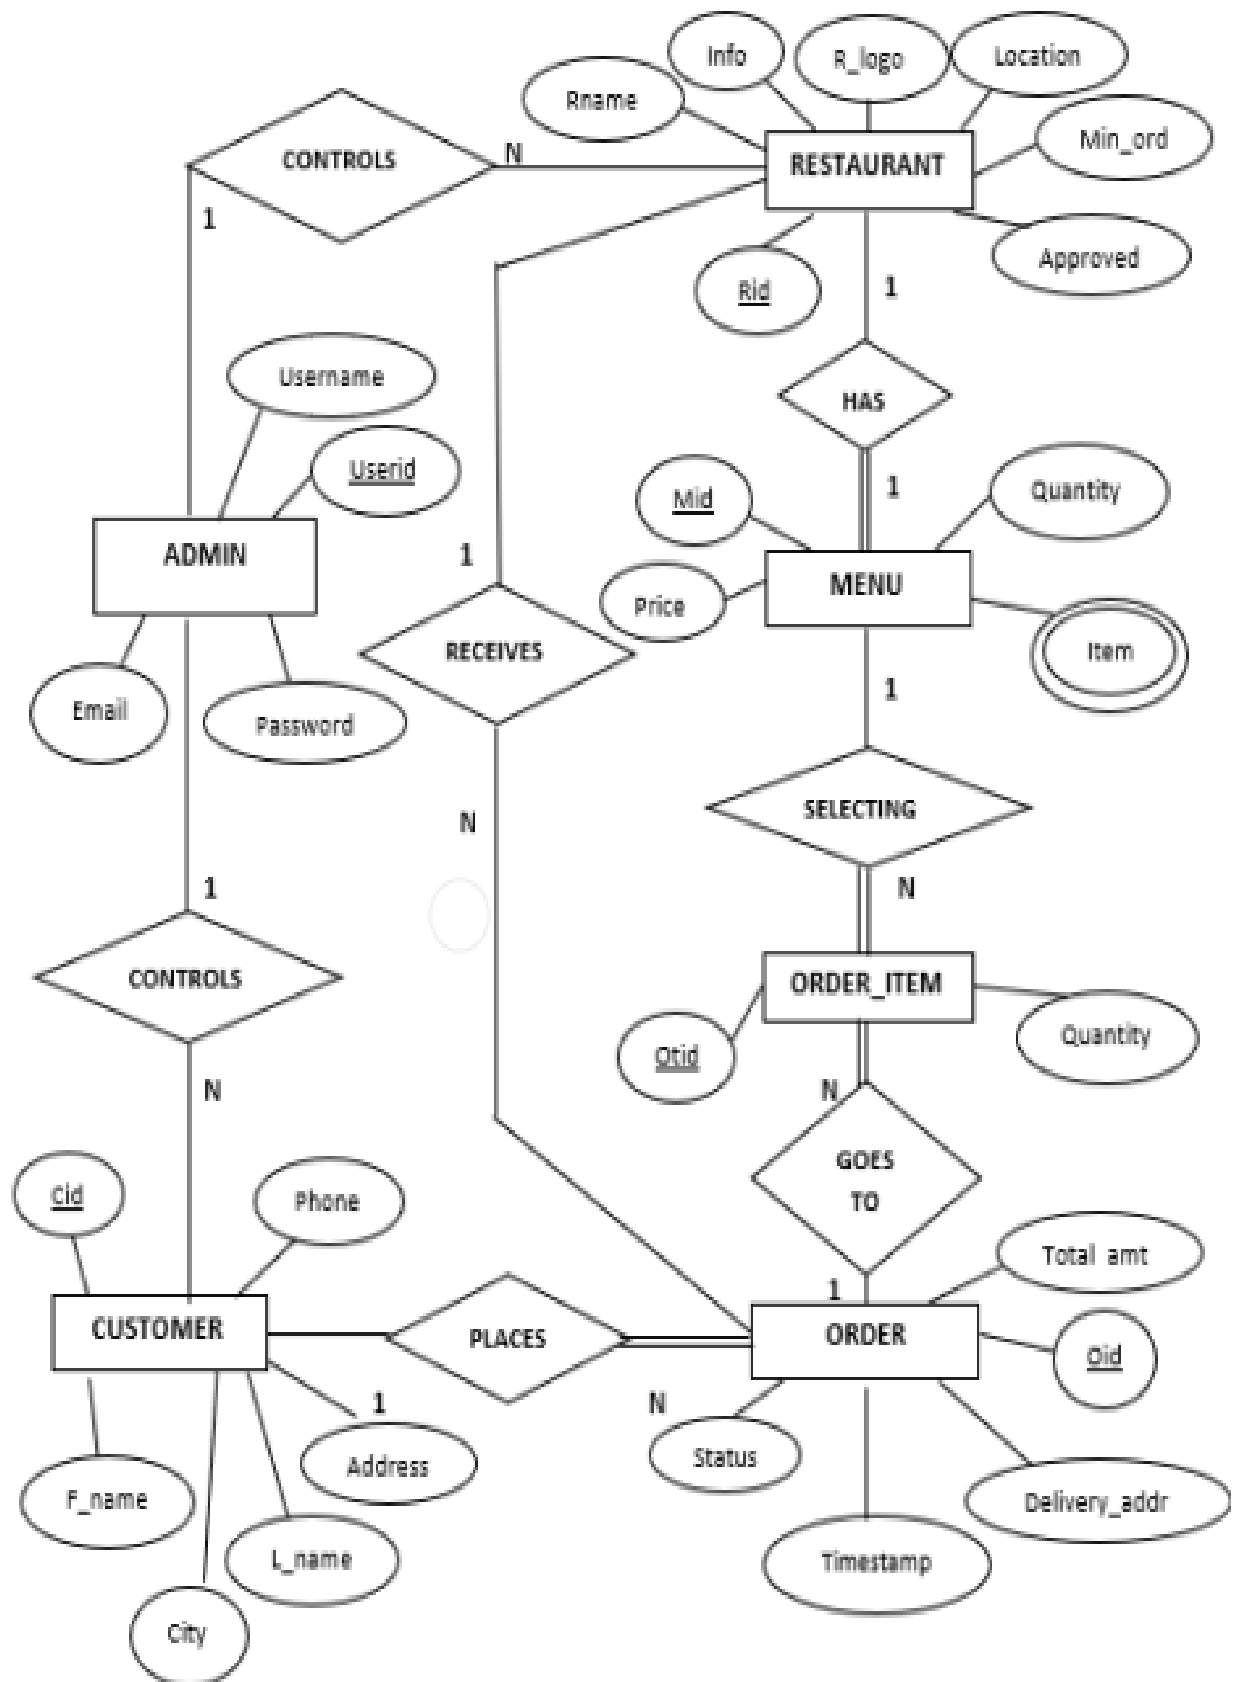 Info
R_logo
Location
Rname
Min_ord
CONTROLS
N
RESTAURANT
1
Approved
Rid
1
Username
HAS
Userid
1
Quantity
Mid
ADMIN
1
MENU
Price
RECEIVES
Item
Email
Password
1
SELECTING
N
1
N
CONTROLS
ORDER_ITEM
Otid
Quantity
N
N
GOES
TO
Cid
Phone
Total amt
1
CUSTOMER
PLACES
ORDER
Oid
1
N
Address
Status
F_name
Delivery_addr
L_name
Timestamp
City